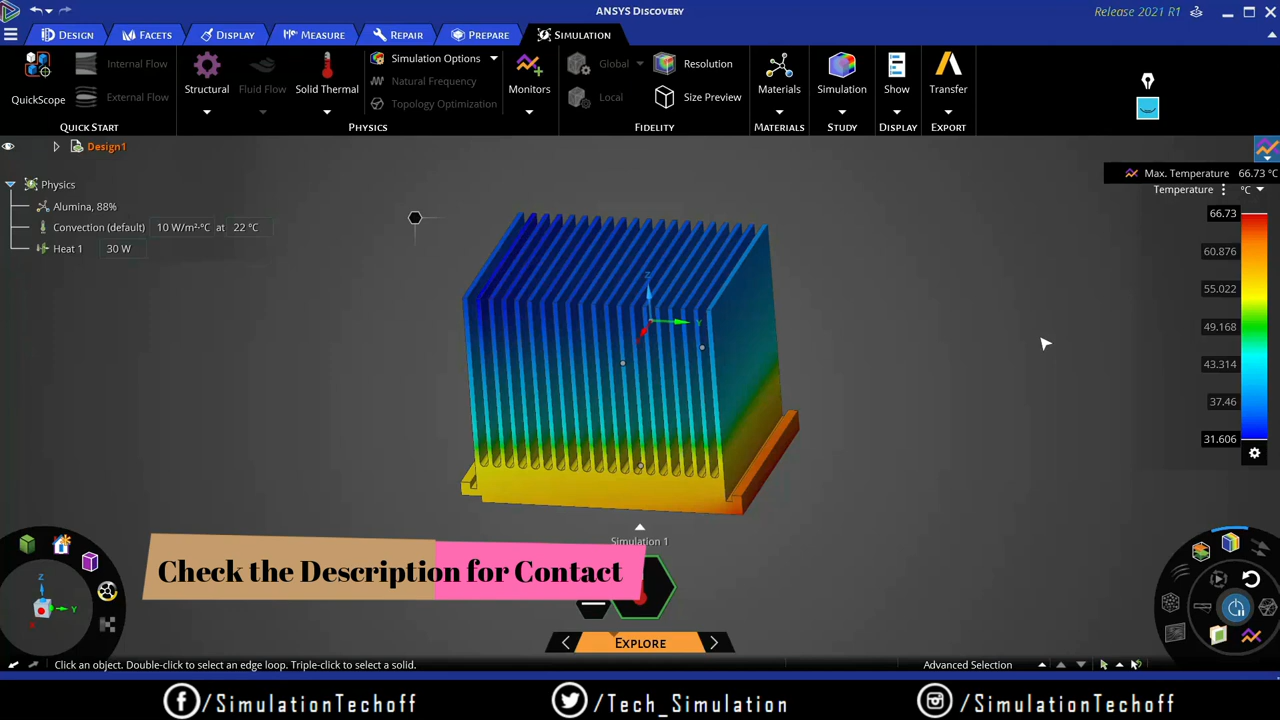 ANSYS Discovery
Release 2021 R1
DESIGN
FACETS
DISPLAY
MEASURE
REPAIR
PREPARE
SIMULATION
QuickScope
Internal Flow
External Flow
QUICK START
Structural
Fluid Flow
Solid Thermal
Simulation Options
Natural Frequency
Topology Optimization
PHYSICS
Monitors
Global
Local
Resolution
Size Preview
FIDELITY
Materials
MATERIALS
Simulation
STUDY
Show
DISPLAY
Transfer
EXPORT
Design1
Physics
Alumina, 88%
Convection (default) 10 W/m²-°C at 22 °C
Heat 1 30 W
Max. Temperature 66.73 °C
Temperature °C
66.73
60.876
55.022
49.168
43.314
37.46
31.606
Z
Y
Simulation 1
Check the Description for Contact
EXPLORE
Z
Y
Click an object. Double-click to select an edge loop. Triple-click to select a solid.
Advanced Selection
/SimulationTechoff
/Tech_Simulation
/SimulationTechoff